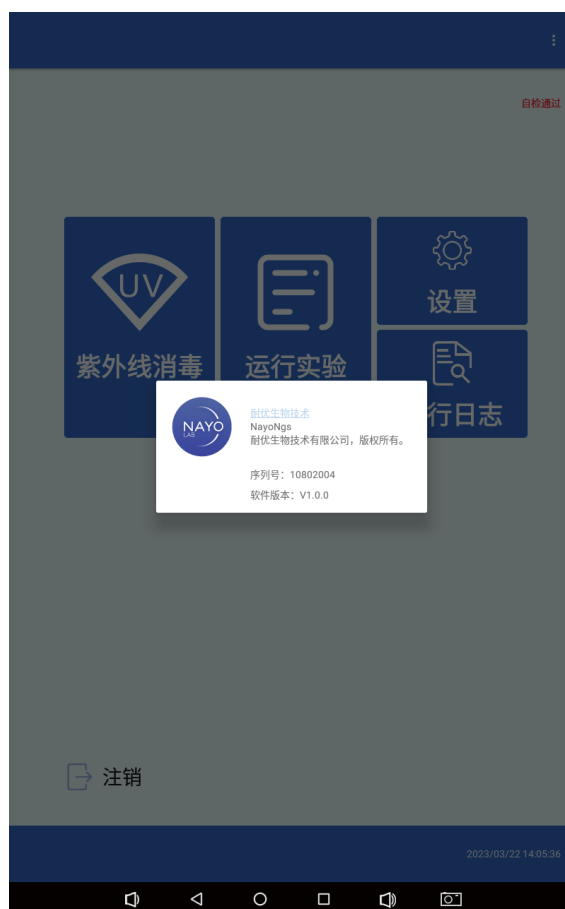 自检通过
UV
紫外线消毒
运行实验
设置
行日志
NAYO
LAB
耐优生物技术
NayoNgs
耐优生物技术有限公司，版权所有。
序列号：10802004
软件版本：V1.0.0
注销
2023/03/22 14:05:36